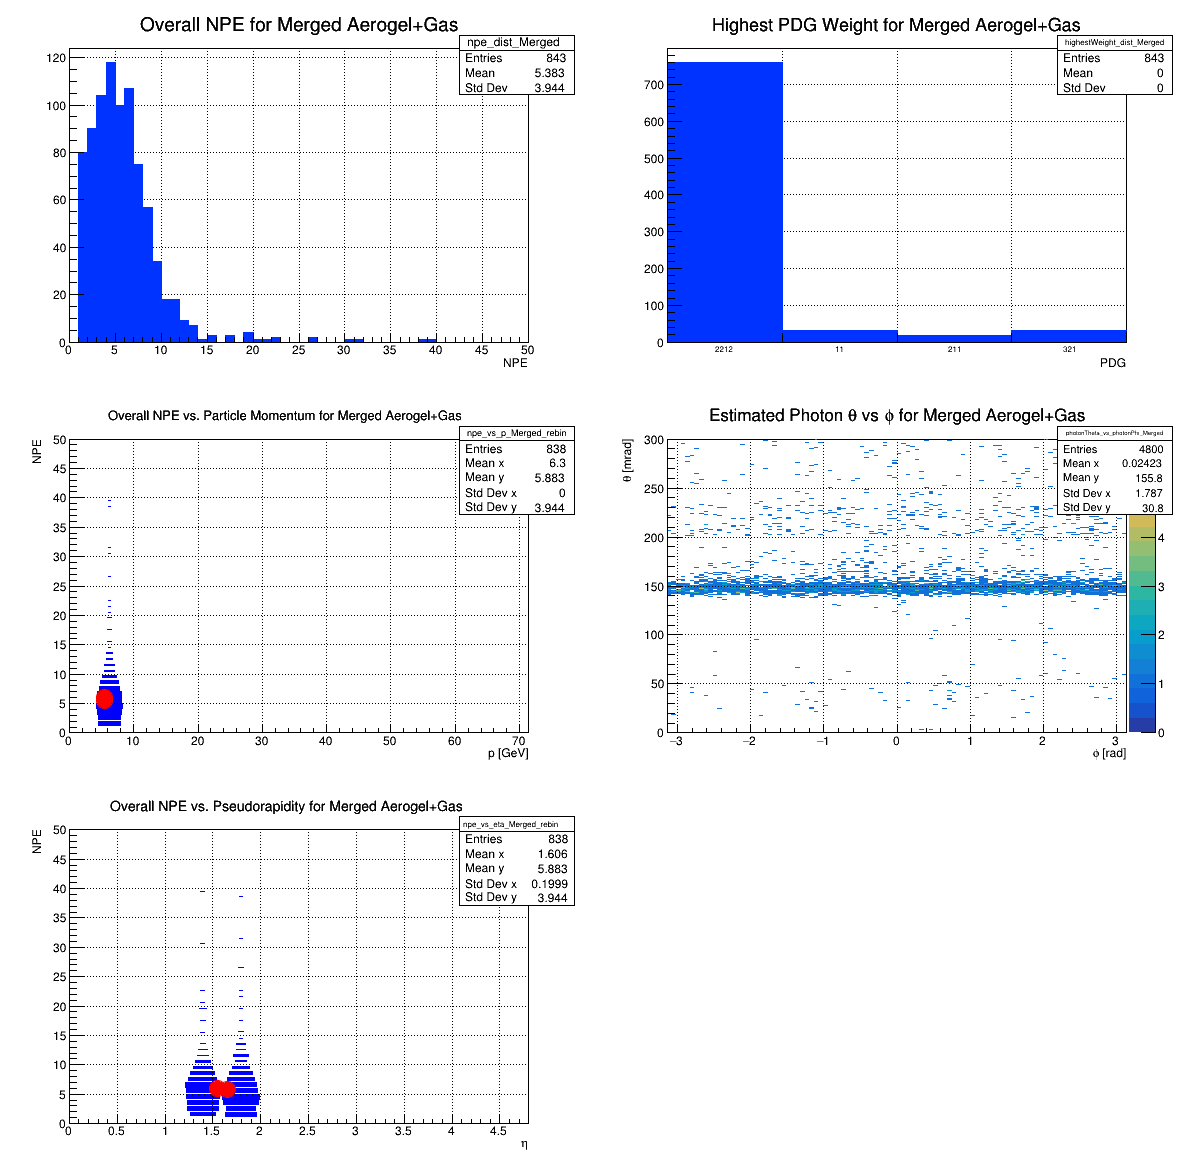 Overall NPE for Merged Aerogel+Gas
npe_dist_Merged
Entries 843
Mean 5.383
Std Dev 3.944
120
100
80
60
40
20
0
0 5 10 15 20 25 30 35 40 45 50
NPE
Highest PDG Weight for Merged Aerogel+Gas
highestWeight_dist_Merged
Entries 843
Mean 0
Std Dev 0
700
600
500
400
300
200
100
0
2212 11 211 321
PDG
Overall NPE vs. Particle Momentum for Merged Aerogel+Gas
npe_vs_p_Merged_rebin
Entries 838
Mean x 6.3
Mean y 5.883
Std Dev x 0
Std Dev y 3.944
NPE
50
45
40
35
30
25
20
15
10
5
0
0 10 20 30 40 50 60 70
p [GeV]
Estimated Photon θ vs ϕ for Merged Aerogel+Gas
photonTheta_vs_photonPhi_Merged
Entries 4800
Mean x 0.02423
Mean y 155.8
Std Dev x 1.787
Std Dev y 30.8
θ [mrad]
300
250
200
150
100
50
0
−3 −2 −1 0 1 2 3
ϕ [rad]
4
3
2
1
0
Overall NPE vs. Pseudorapidity for Merged Aerogel+Gas
npe_vs_eta_Merged_rebin
Entries 838
Mean x 1.606
Mean y 5.883
Std Dev x 0.1999
Std Dev y 3.944
NPE
50
45
40
35
30
25
20
15
10
5
0
0 0.5 1 1.5 2 2.5 3 3.5 4 4.5
η